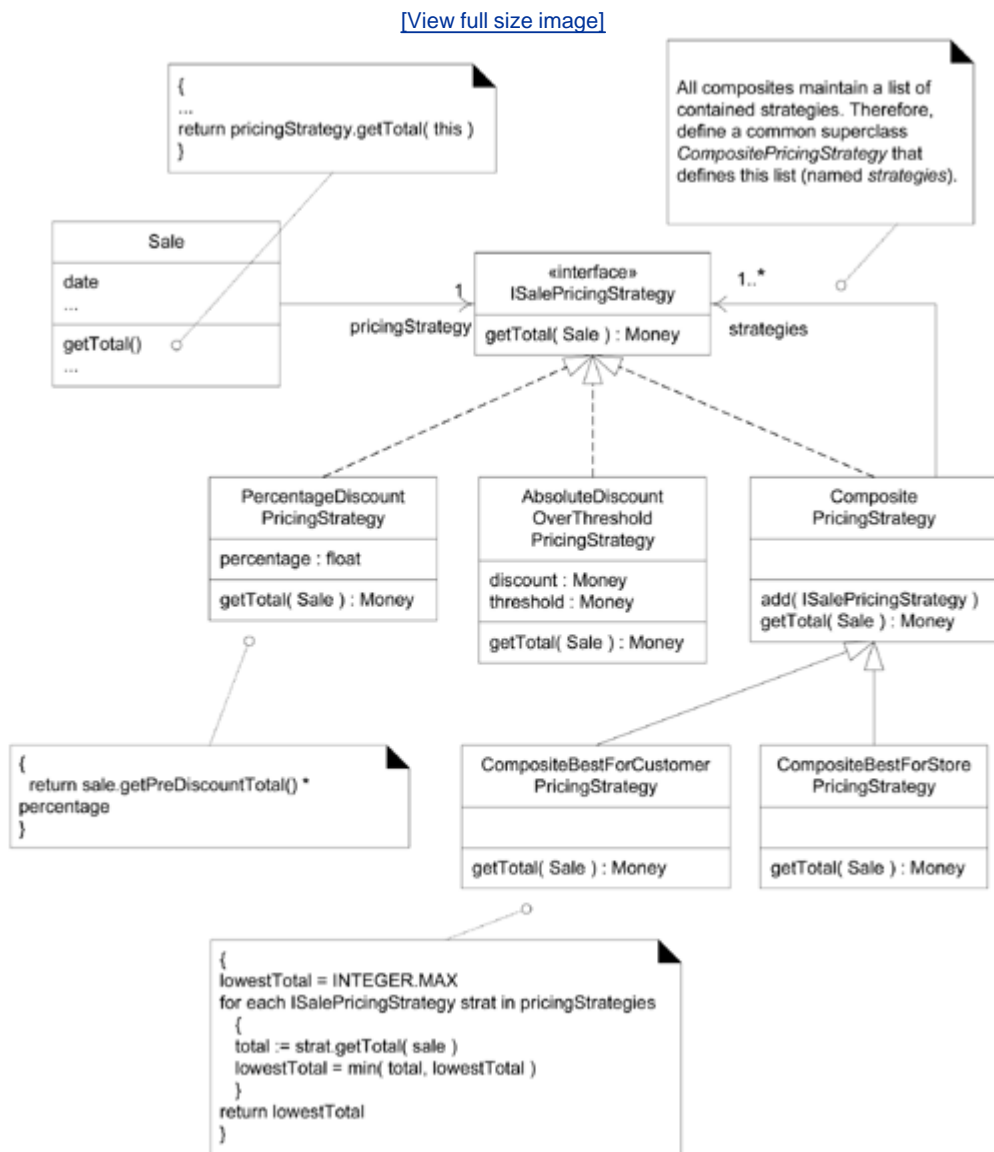 [View full size image]
{
...
return pricingStrategy.getTotal( this )
}
All composites maintain a list of
contained strategies. Therefore,
define a common superclass
CompositePricingStrategy that
defines this list (named strategies).
Sale
date
...
getTotal()
...
1
pricingStrategy
«interface»
ISalePricingStrategy
getTotal( Sale ) : Money
1..*
strategies
PercentageDiscount
PricingStrategy
percentage : float
getTotal( Sale ) : Money
AbsoluteDiscount
OverThreshold
PricingStrategy
discount : Money
threshold : Money
getTotal( Sale ) : Money
Composite
PricingStrategy
add( ISalePricingStrategy )
getTotal( Sale ) : Money
{
return sale.getPreDiscountTotal() *
percentage
}
CompositeBestForCustomer
PricingStrategy
getTotal( Sale ) : Money
CompositeBestForStore
PricingStrategy
getTotal( Sale ) : Money
{
lowestTotal = INTEGER.MAX
for each ISalePricingStrategy strat in pricingStrategies
{
total := strat.getTotal( sale )
lowestTotal = min( total, lowestTotal )
}
return lowestTotal
}